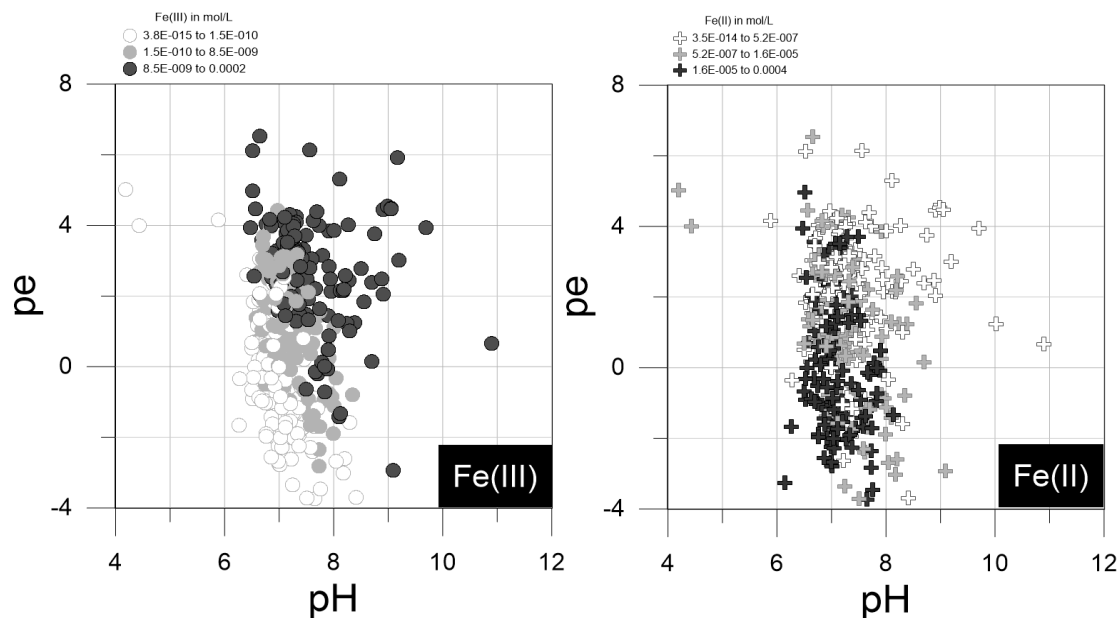 Fe(III) in mol/L
3.8E-015 to 1.5E-010
1.5E-010 to 8.5E-009
8.5E-009 to 0.0002
8
4
0
-4
pe
4
6
8
10
12
pH
Fe(III)
Fe(II) in mol/L
3.5E-014 to 5.2E-007
5.2E-007 to 1.6E-005
1.6E-005 to 0.0004
8
4
0
-4
pe
4
6
8
10
12
pH
Fe(II)